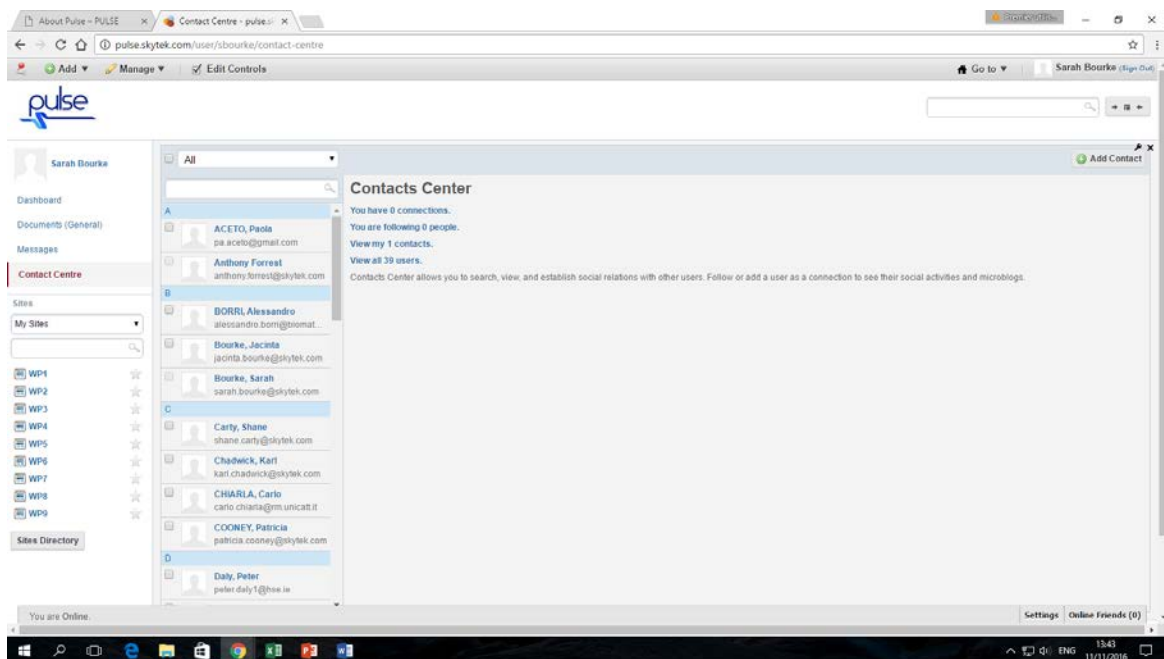 About Pulse – PULSE
Contact Centre - pulse.s
pulse.skytek.com/user/sbourke/contact-centre
Add
Manage
Edit Controls
Go to
Sarah Bourke (Sign Out)
pulse
Sarah Bourke
Dashboard
Documents (General)
Messages
Contact Centre
Sites
My Sites
WP1
WP2
WP3
WP4
WP5
WP6
WP7
WP8
WP9
Sites Directory
All
A
ACETO, Paola
pa.aceto@gmail.com
Anthony Forrest
anthony.forrest@skytek.com
B
BORRI, Alessandro
alessandro.borri@biomat...
Bourke, Jacinta
jacinta.bourke@skytek.com
Bourke, Sarah
sarah.bourke@skytek.com
C
Carty, Shane
shane.carty@skytek.com
Chadwick, Karl
karl.chadwick@skytek.com
CHIARLA, Carlo
carlo.chiarla@rm.unicatt.it
COONEY, Patricia
patricia.cooney@skytek.com
D
Daly, Peter
peter.daly1@hse.ie
Add Contact
Contacts Center
You have 0 connections.
You are following 0 people.
View my 1 contacts.
View all 39 users.
Contacts Center allows you to search, view, and establish social relations with other users. Follow or add a user as a connection to see their social activities and microblogs.
You are Online.
Settings
Online Friends (0)
ENG
13:43
11/11/2016